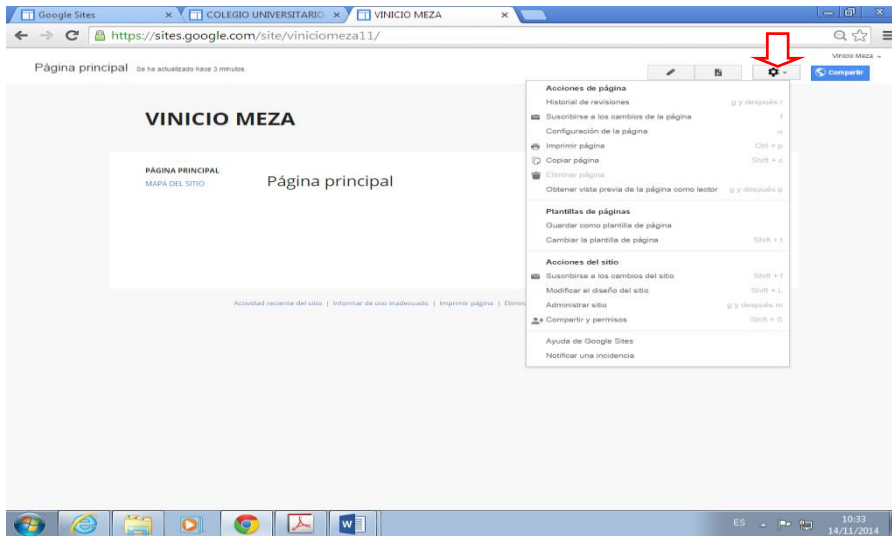 Google Sites
COLEGIO UNIVERSITARIO
VINICIO MEZA
https://sites.google.com/site/viniciomeza11/
Vinicio Meza
Página principal Se ha actualizado hace 3 minutos.
Compartir
VINICIO MEZA
PÁGINA PRINCIPAL
MAPA DEL SITIO
Página principal
Acciones de página
Historial de revisiones g y después r
Suscribirse a los cambios de la página f
Configuración de la página u
Imprimir página Ctrl + p
Copiar página Shift + c
Eliminar página
Obtener vista previa de la página como lector g y después p
Plantillas de páginas
Guardar como plantilla de página
Cambiar la plantilla de página Shift + t
Acciones del sitio
Suscribirse a los cambios del sitio Shift + f
Modificar el diseño del sitio Shift + L
Administrar sitio g y después m
Compartir y permisos Shift + S
Ayuda de Google Sites
Notificar una incidencia
Actividad reciente del sitio | Informar de uso inadecuado | Imprimir página | Elimin
ES
10:33
14/11/2014